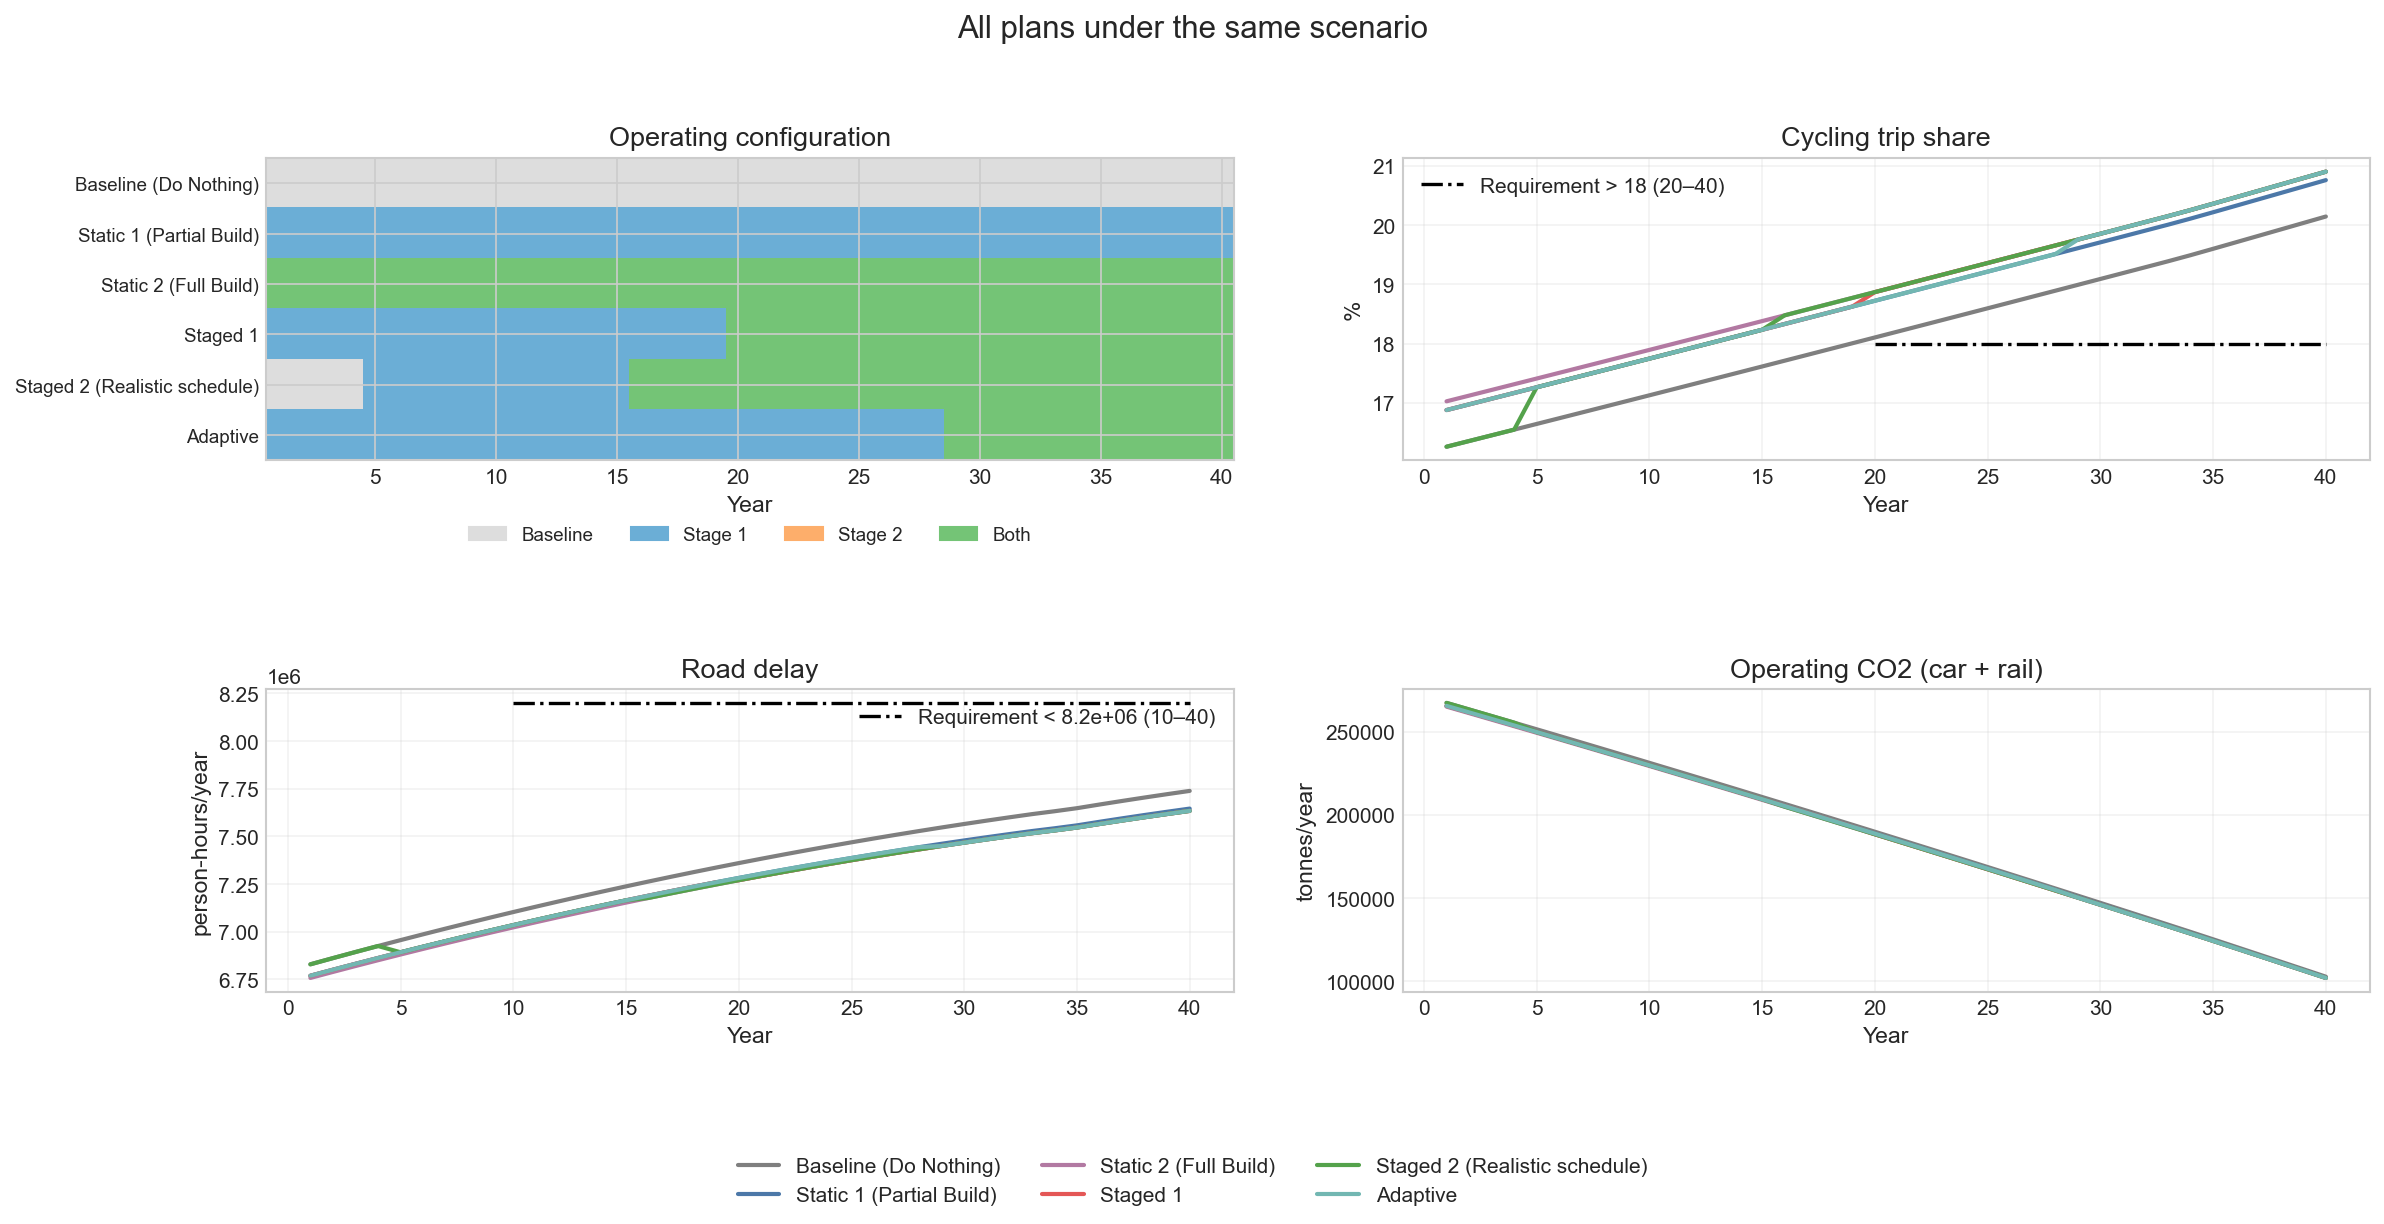 All plans under the same scenario
Operating configuration
Baseline (Do Nothing)
Static 1 (Partial Build)
Static 2 (Full Build)
Staged 1
Staged 2 (Realistic schedule)
Adaptive
5 10 15 20 25 30 35 40
Year
Baseline Stage 1 Stage 2 Both
Cycling trip share
21
20
19
18
17
%
Requirement > 18 (20–40)
0 5 10 15 20 25 30 35 40
Year
Road delay
1e6
8.25
8.00
7.75
7.50
7.25
7.00
6.75
person-hours/year
Requirement < 8.2e+06 (10–40)
0 5 10 15 20 25 30 35 40
Year
Operating CO2 (car + rail)
250000
200000
150000
100000
tonnes/year
0 5 10 15 20 25 30 35 40
Year
Baseline (Do Nothing) Static 2 (Full Build) Staged 2 (Realistic schedule)
Static 1 (Partial Build) Staged 1 Adaptive